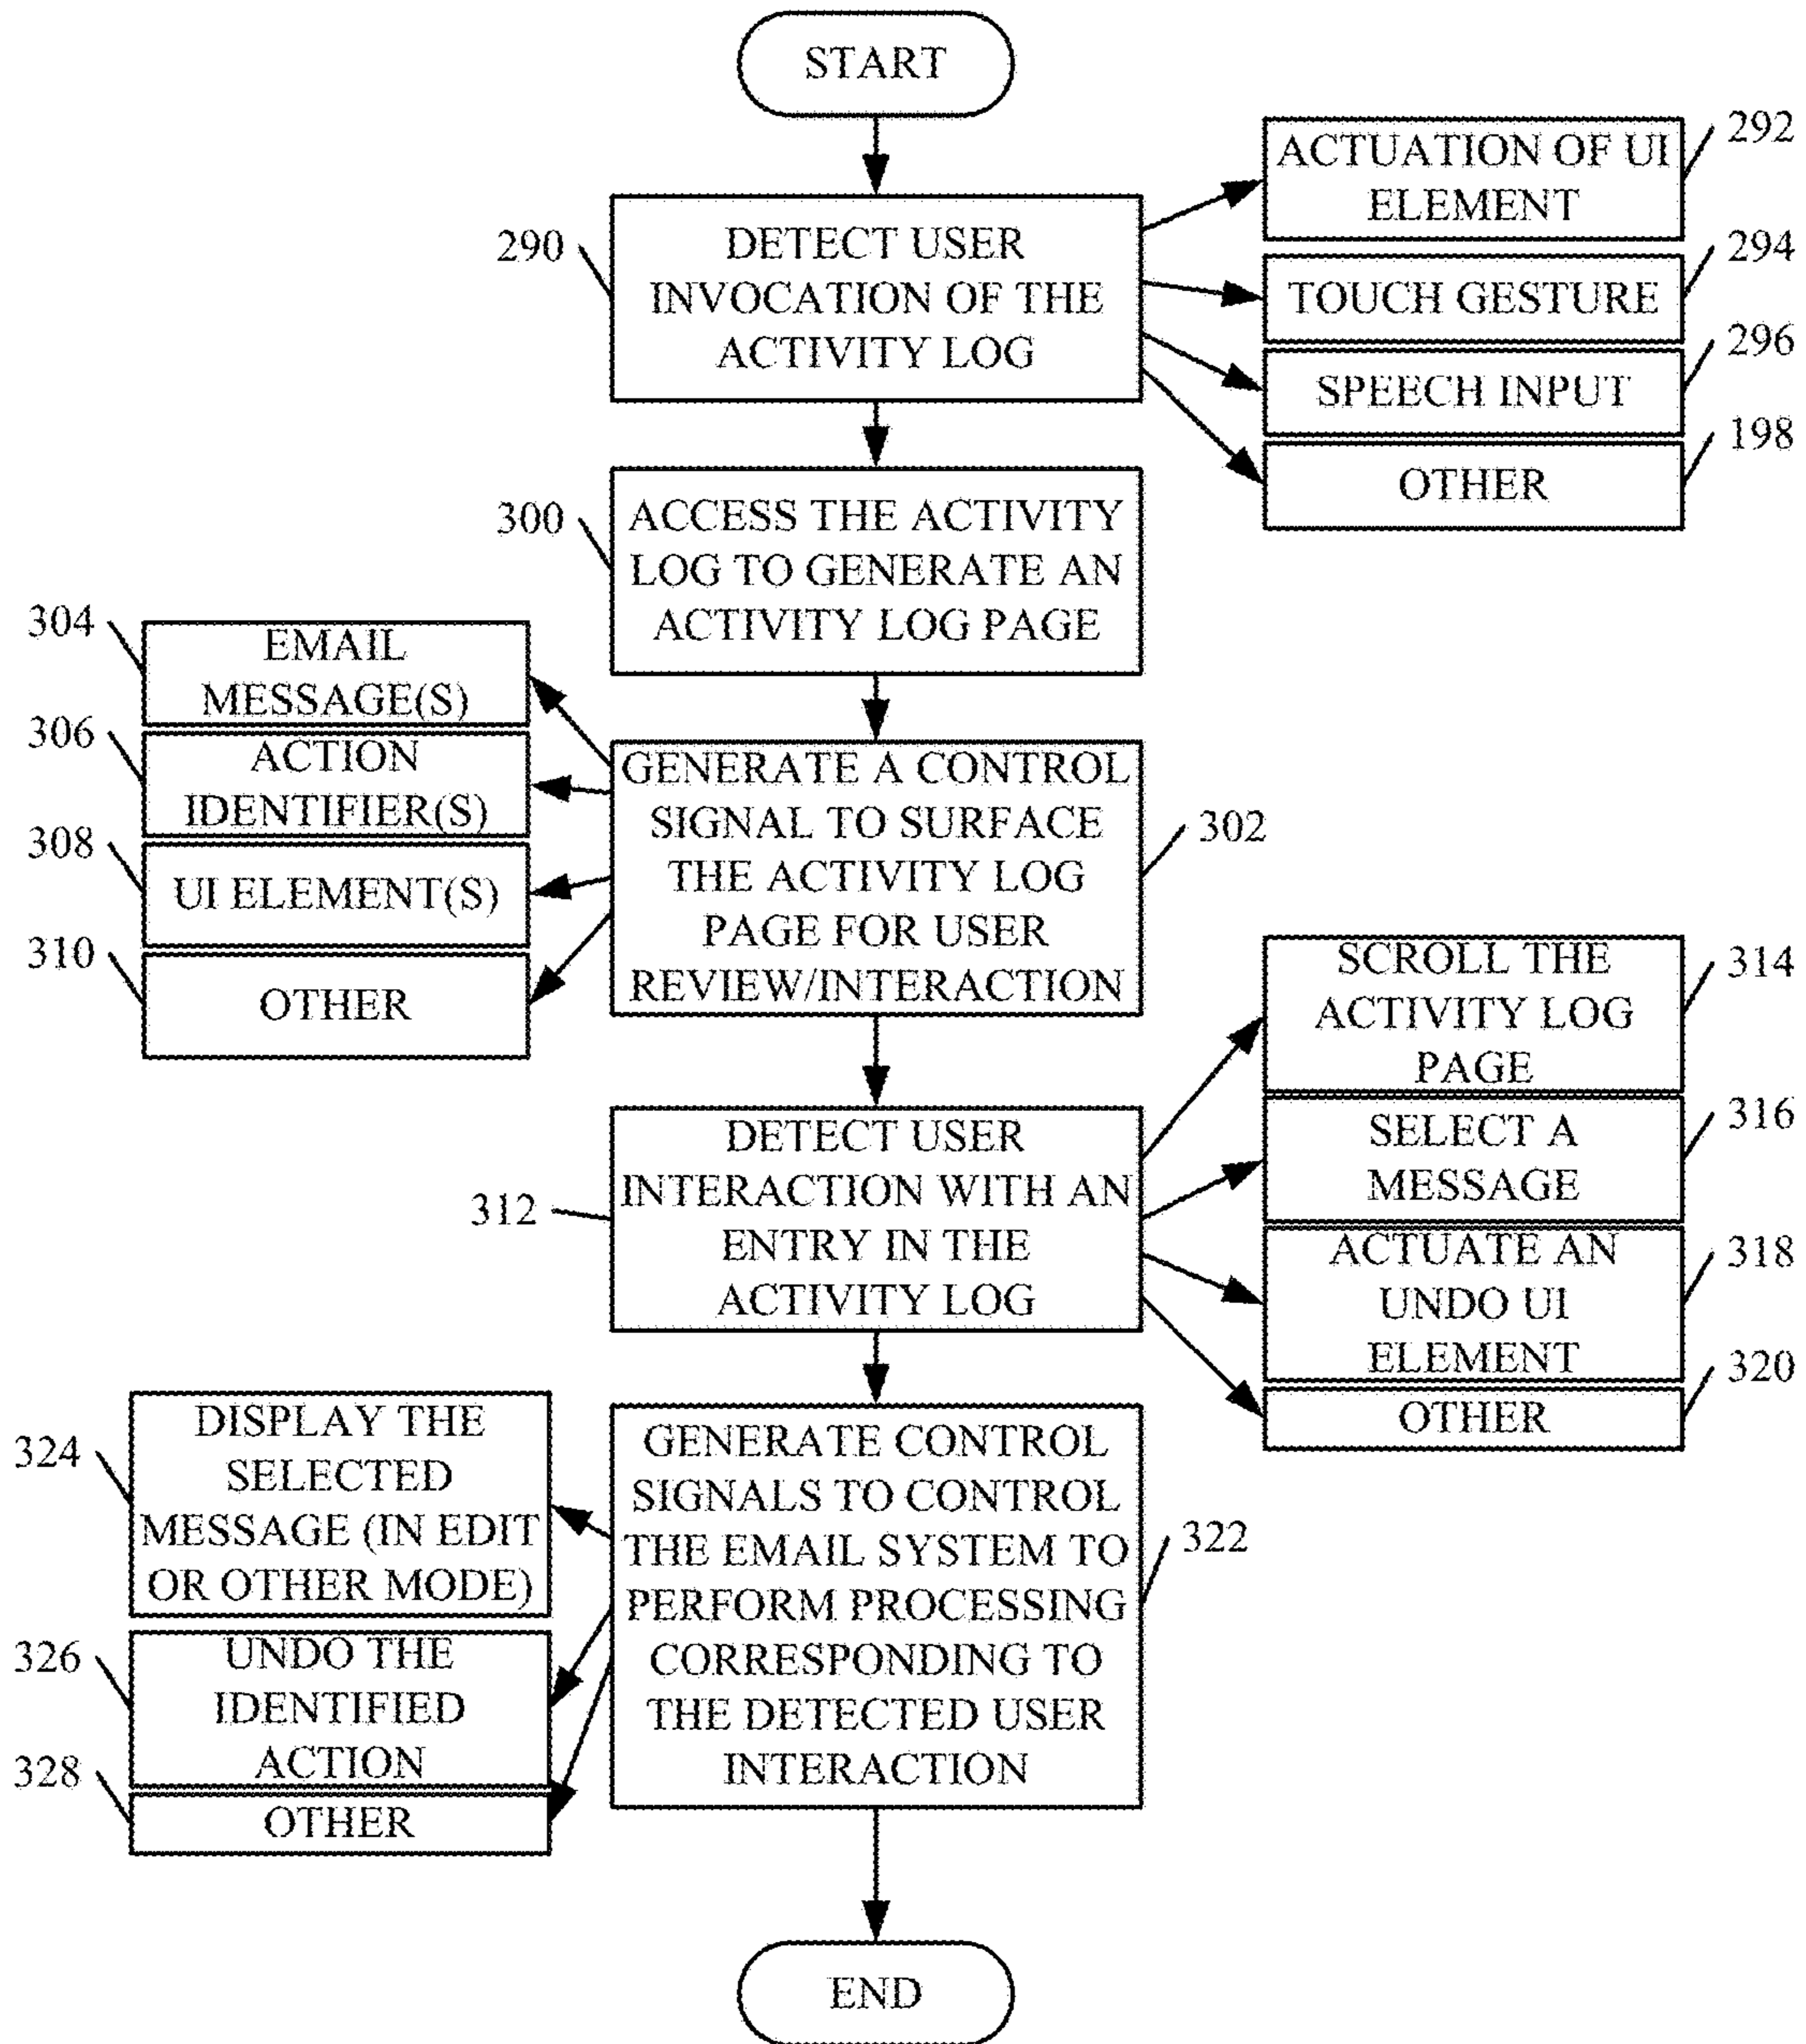 START
290
DETECT USER
INVOCATION OF THE
ACTIVITY LOG
ACTUATION OF UI
ELEMENT
292
TOUCH GESTURE
294
SPEECH INPUT
296
OTHER
198
300
ACCESS THE ACTIVITY
LOG TO GENERATE AN
ACTIVITY LOG PAGE
304
EMAIL
MESSAGE(S)
306
ACTION
IDENTIFIER(S)
308
UI ELEMENT(S)
310
OTHER
GENERATE A CONTROL
SIGNAL TO SURFACE
THE ACTIVITY LOG
PAGE FOR USER
REVIEW/INTERACTION
302
312
DETECT USER
INTERACTION WITH AN
ENTRY IN THE
ACTIVITY LOG
SCROLL THE
ACTIVITY LOG
PAGE
314
SELECT A
MESSAGE
316
ACTUATE AN
UNDO UI
ELEMENT
318
OTHER
320
324
DISPLAY THE
SELECTED
MESSAGE (IN EDIT
OR OTHER MODE)
326
UNDO THE
IDENTIFIED
ACTION
328
OTHER
GENERATE CONTROL
SIGNALS TO CONTROL
THE EMAIL SYSTEM TO
PERFORM PROCESSING
CORRESPONDING TO
THE DETECTED USER
INTERACTION
322
END